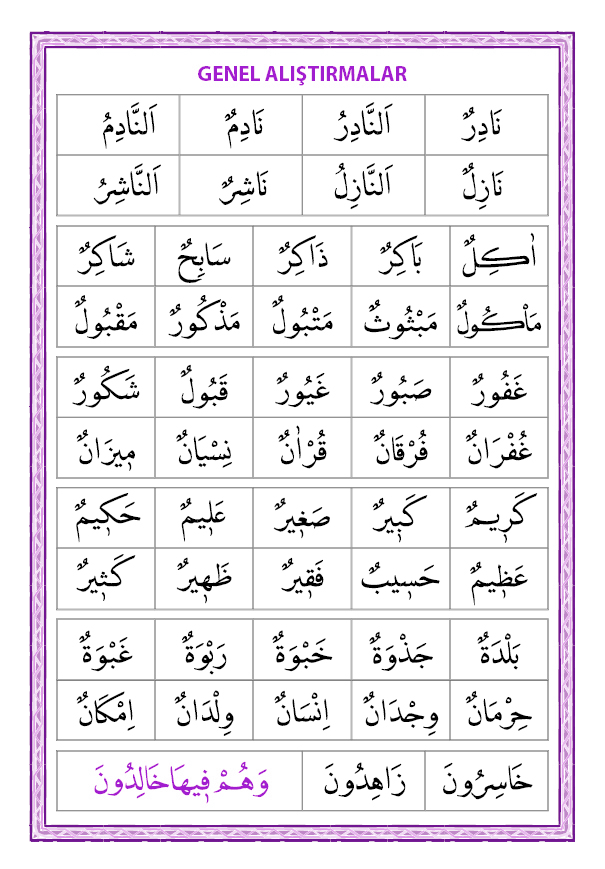 GENEL ALIŞTIRMALAR
نَادِرٌ اَلنَّادِرُ نَادِمٌ اَلنَّادِمُ
نَازِلٌ اَلنَّازِلُ نَاشِرٌ اَلنَّاشِرُ
اٰكِلٌ بَاكِرٌ ذَاكِرٌ سَابِحٌ شَاكِرٌ
مَاْكُولٌ مَبْثُوثٌ مَتْبُولٌ مَذْكُورٌ مَقْبُولٌ
غَفُورٌ صَبُورٌ غَيُورٌ قَبُولٌ شَكُورٌ
غُفْرَانٌ فُرْقَانٌ قُرْاٰنٌ نِسْيَانٌ مٖيزَانٌ
كَرٖيمٌ كَبٖيرٌ صَغٖيرٌ عَلٖيمٌ حَكٖيمٌ
عَظٖيمٌ حَسٖيبٌ فَقٖيرٌ ظَهٖيرٌ كَثٖيرٌ
بَلْدَةٌ جَذْوَةٌ خَبْوَةٌ رَبْوَةٌ غَبْوَةٌ
حِرْمَانٌ وِجْدَانٌ اِنْسَانٌ وِلْدَانٌ اِمْكَانٌ
خَاسِرُونَ زَاهِدُونَ وَهُمْ فٖيهَا خَالِدُونَ